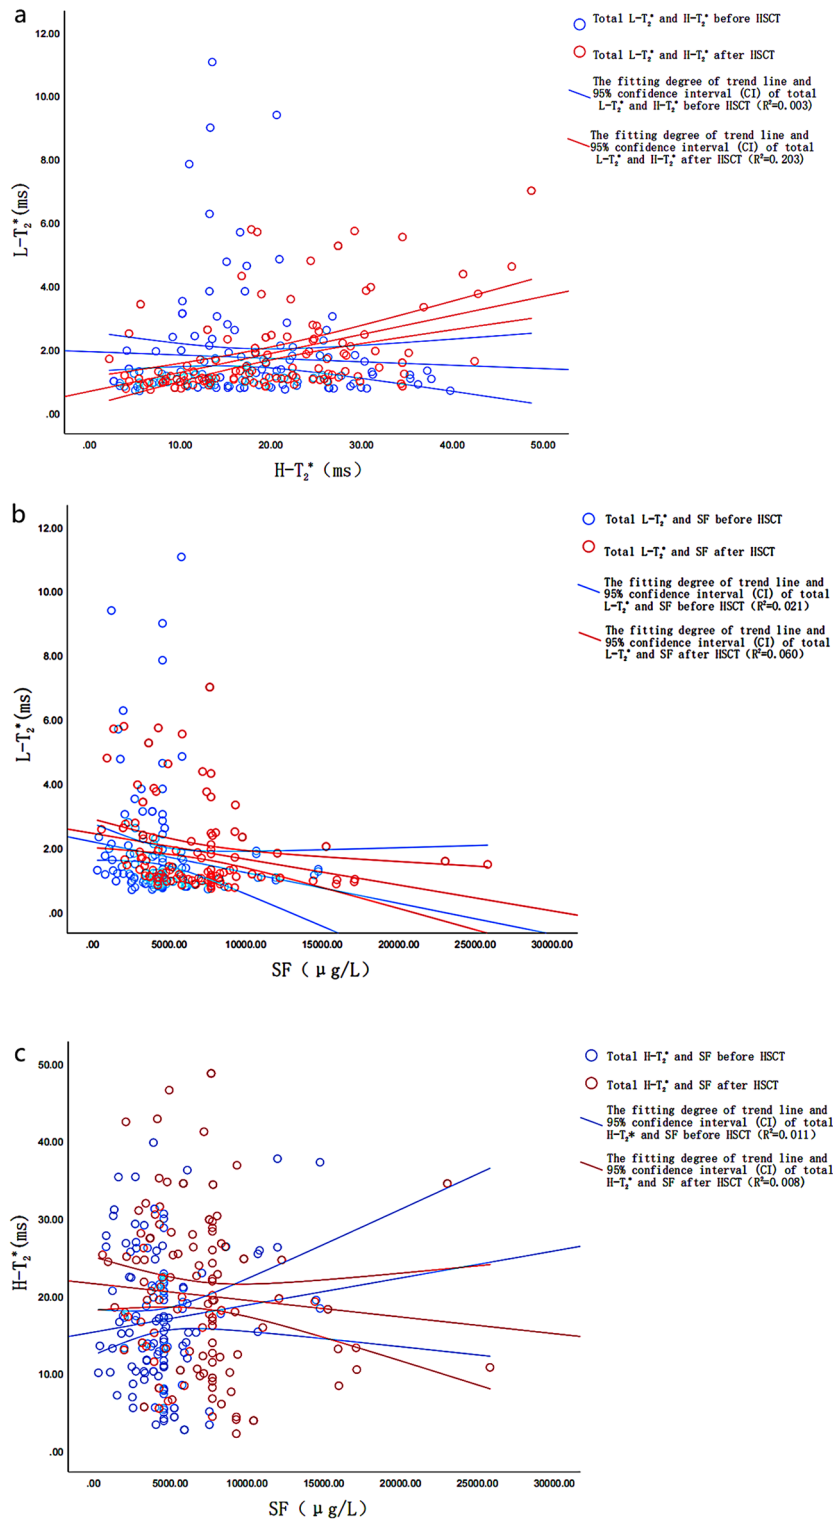 a
Total L-T₂* and H-T₂* before HSCT
Total L-T₂* and H-T₂* after HSCT
The fitting degree of trend line and
95% confidence interval (CI) of total
L-T₂* and H-T₂* before HSCT (R²=0.003)
The fitting degree of trend line and
95% confidence interval (CI) of total
L-T₂* and H-T₂* after HSCT (R²=0.203)
L-T₂*(ms)
12.00
10.00
8.00
6.00
4.00
2.00
.00
.00 10.00 20.00 30.00 40.00 50.00
H-T₂* (ms)
b
Total L-T₂* and SF before HSCT
Total L-T₂* and SF after HSCT
The fitting degree of trend line and
95% confidence interval (CI) of total
L-T₂* and SF before HSCT (R²=0.021)
The fitting degree of trend line and
95% confidence interval (CI) of total
L-T₂* and SF after HSCT (R²=0.060)
L-T₂*(ms)
12.00
10.00
8.00
6.00
4.00
2.00
.00
.00 5000.00 10000.00 15000.00 20000.00 25000.00 30000.00
SF ( μg/L)
c
Total H-T₂* and SF before HSCT
Total H-T₂* and SF after HSCT
The fitting degree of trend line and
95% confidence interval (CI) of total
H-T₂* and SF before HSCT (R²=0.011)
The fitting degree of trend line and
95% confidence interval (CI) of total
H-T₂* and SF after HSCT (R²=0.008)
H-T₂*(ms)
50.00
40.00
30.00
20.00
10.00
.00
.00 5000.00 10000.00 15000.00 20000.00 25000.00 30000.00
SF ( μg/L)